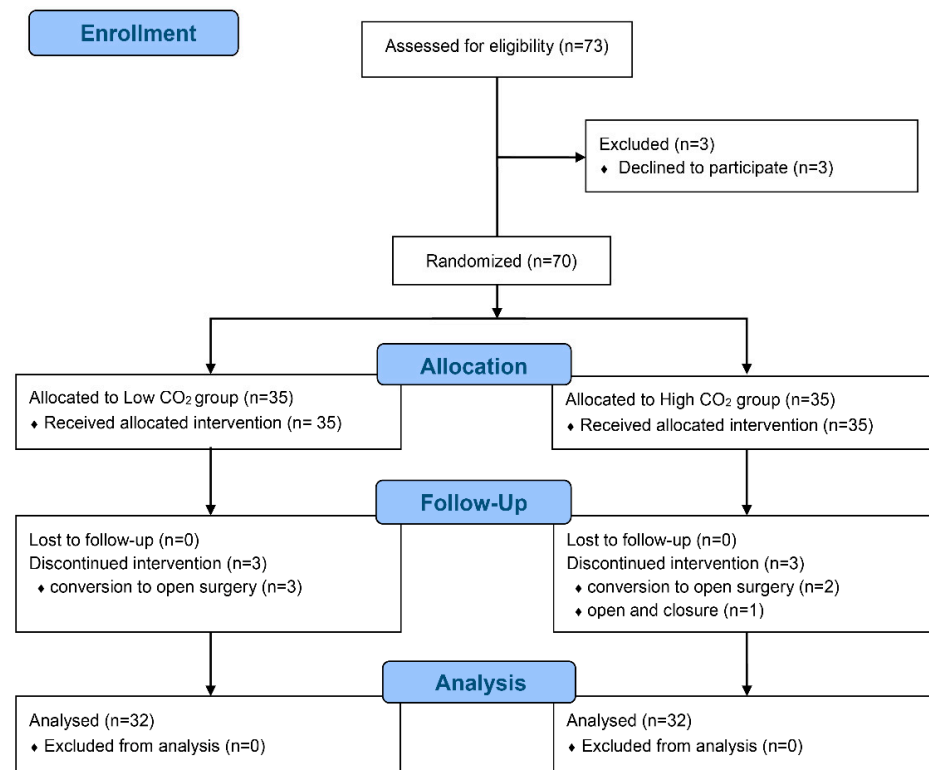 Enrollment
Assessed for eligibility (n=73)
Excluded (n=3)
♦ Declined to participate (n=3)
Randomized (n=70)
Allocation
Allocated to Low CO₂ group (n=35)
♦ Received allocated intervention (n= 35)
Allocated to High CO₂ group (n=35)
♦ Received allocated intervention (n=35)
Follow-Up
Lost to follow-up (n=0)
Discontinued intervention (n=3)
♦ conversion to open surgery (n=3)
Lost to follow-up (n=0)
Discontinued intervention (n=3)
♦ conversion to open surgery (n=2)
♦ open and closure (n=1)
Analysis
Analysed (n=32)
♦ Excluded from analysis (n=0)
Analysed (n=32)
♦ Excluded from analysis (n=0)